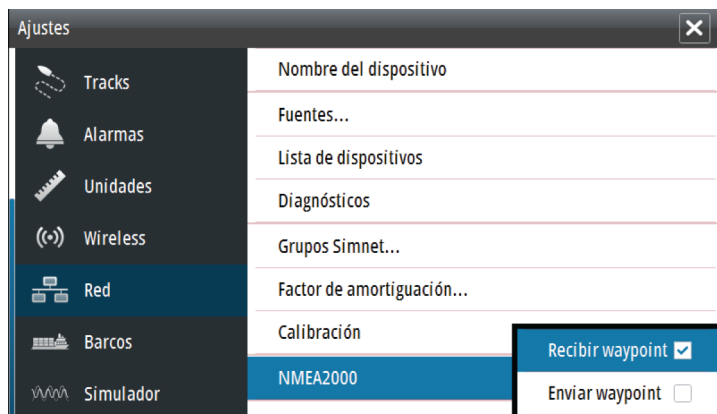 Ajustes
Tracks
Alarmas
Unidades
Wireless
Red
Barcos
Simulador
Nombre del dispositivo
Fuentes...
Lista de dispositivos
Diagnósticos
Grupos Simnet...
Factor de amortiguación...
Calibración
NMEA2000
Recibir waypoint
Enviar waypoint